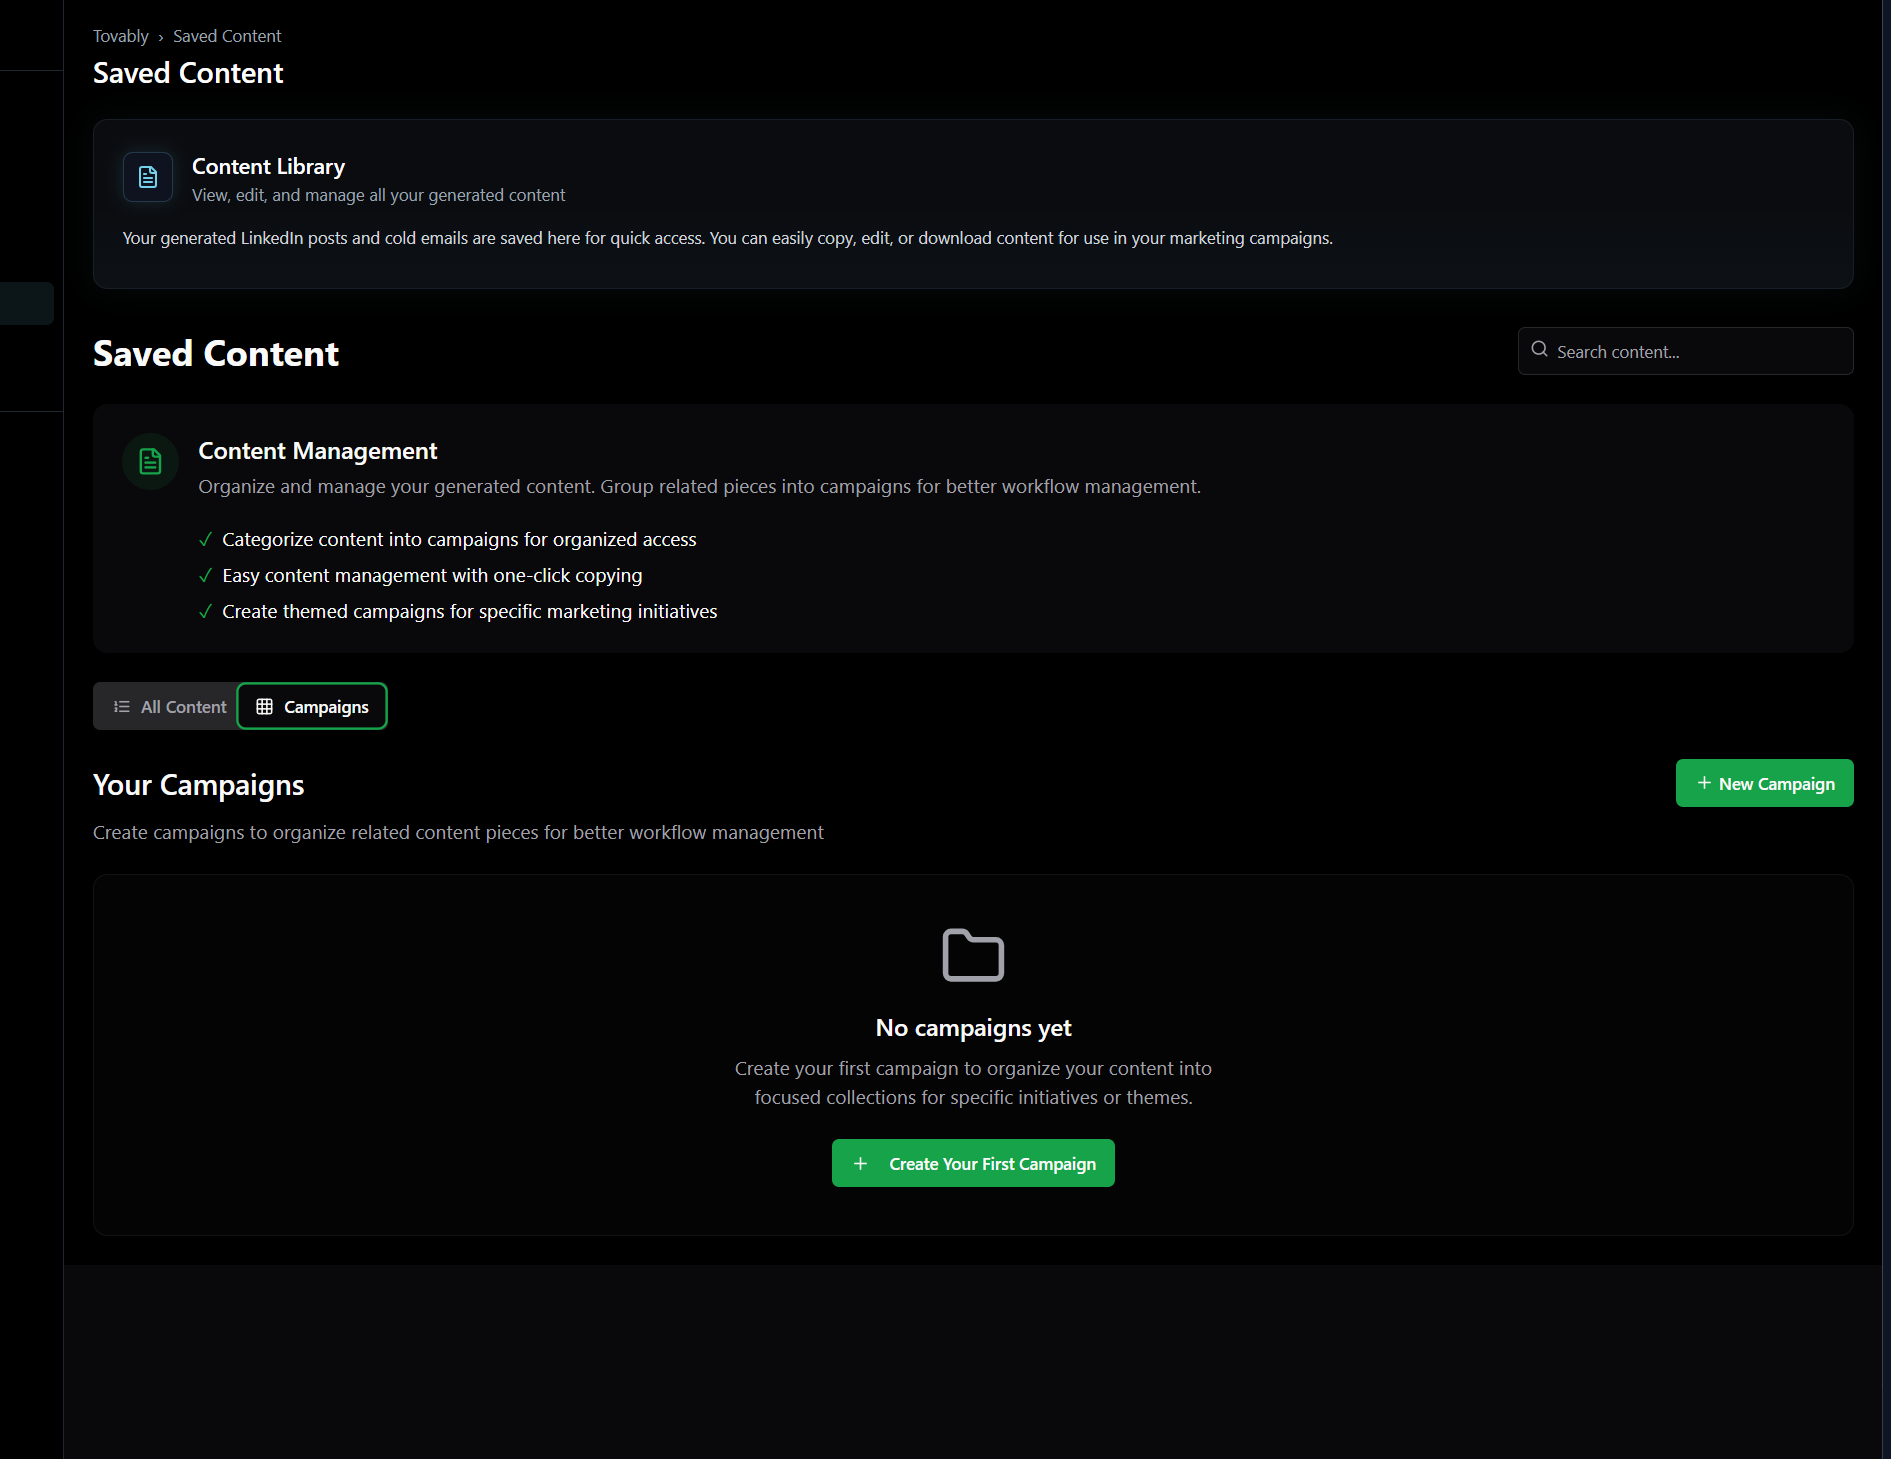 Tovably › Saved Content
Saved Content
Content Library
View, edit, and manage all your generated content
Your generated LinkedIn posts and cold emails are saved here for quick access. You can easily copy, edit, or download content for use in your marketing campaigns.
Saved Content
Search content...
Content Management
Organize and manage your generated content. Group related pieces into campaigns for better workflow management.
✓ Categorize content into campaigns for organized access
✓ Easy content management with one-click copying
✓ Create themed campaigns for specific marketing initiatives
All Content
Campaigns
Your Campaigns
+ New Campaign
Create campaigns to organize related content pieces for better workflow management
No campaigns yet
Create your first campaign to organize your content into
focused collections for specific initiatives or themes.
+ Create Your First Campaign